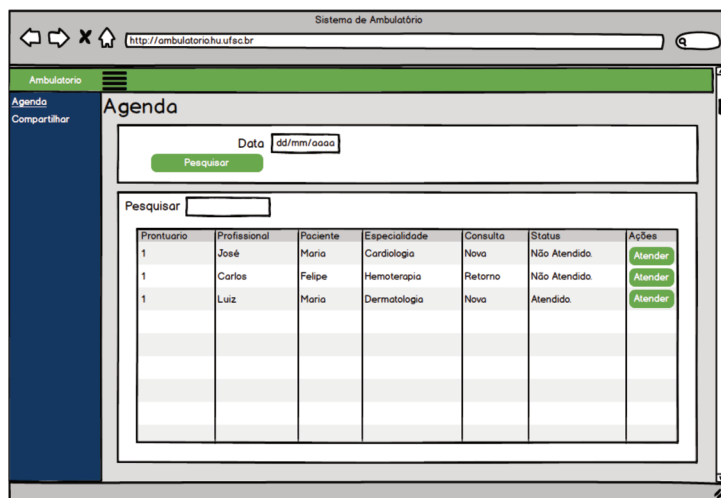 Sistema de Ambulatório
http://ambulatorio.hu.ufsc.br
Ambulatorio
Agenda
Compartilhar
Agenda
Data dd/mm/aaaa
Pesquisar
Pesquisar
Prontuario Profissional Paciente Especialidade Consulta Status Ações
1 José Maria Cardiologia Nova Não Atendido. Atender
1 Carlos Felipe Hemoterapia Retorno Não Atendido. Atender
1 Luiz Maria Dermatologia Nova Atendido. Atender